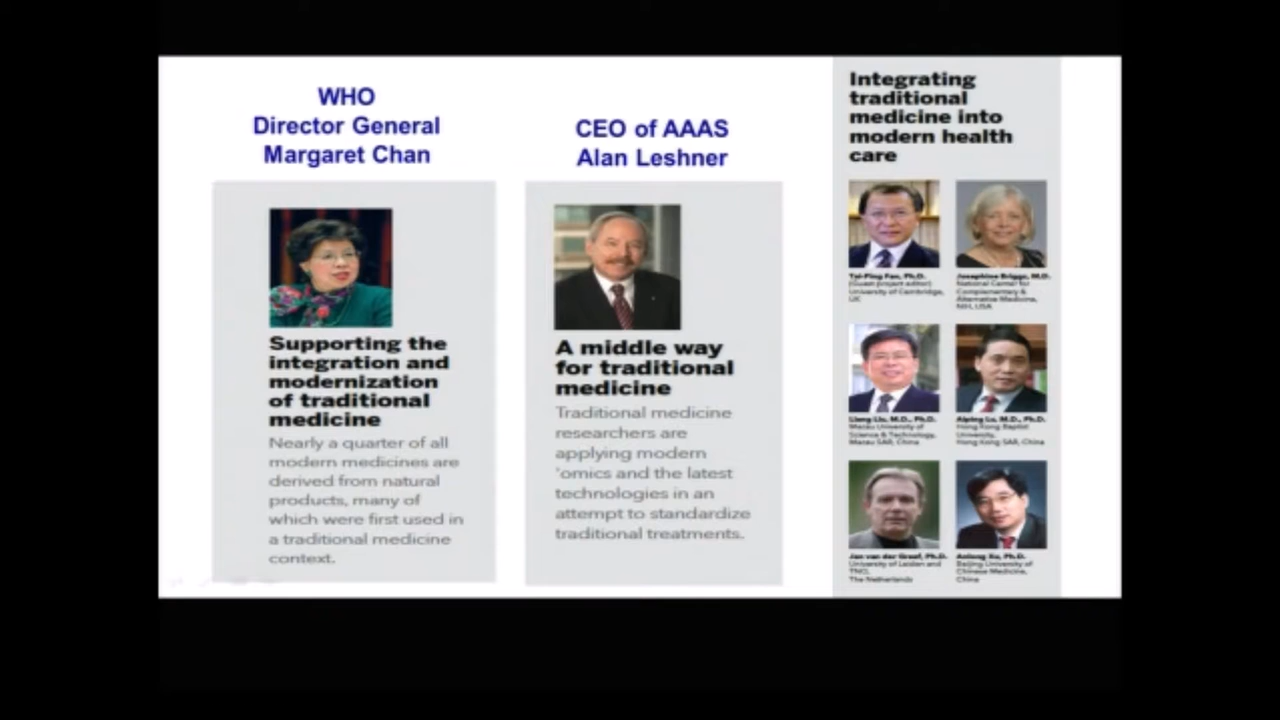 WHO
Director General
Margaret Chan
Supporting the
integration and
modernization
of traditional
medicine
Nearly a quarter of all
modern medicines are
derived from natural
products, many of
which were first used in
a traditional medicine
context.
CEO of AAAS
Alan Leshner
A middle way
for traditional
medicine
Traditional medicine
researchers are
applying modern
'omics and the latest
technologies in an
attempt to standardize
traditional treatments.
Integrating
traditional
medicine into
modern health
care
Tai-Ping Fan, Ph.D.
(Guest project editor)
University of Cambridge,
UK
Josephine Briggs, M.D.
National Center for
Complementary &
Alternative Medicine,
NIH, USA
Liang Liu, M.D., Ph.D.
Macau University of
Science & Technology,
Macau SAR, China
Aiping Lu, M.D., Ph.D.
Hong Kong Baptist
University,
Hong Kong SAR, China
Jan van der Greef, Ph.D.
University of Leiden and
TNO,
The Netherlands
Anlong Xu, Ph.D.
Beijing University of
Chinese Medicine,
China